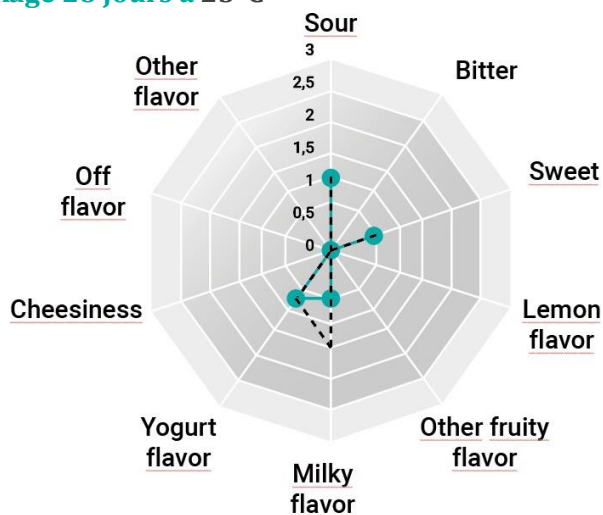 jours
Sour
3
Other
flavor
Bitter
2,5
2
1,5
Sweet
Off
flavor
1
0,5
0
Cheesiness
Lemon
flavor
Yogurt
flavor
Other fruity
flavor
Milky
flavor